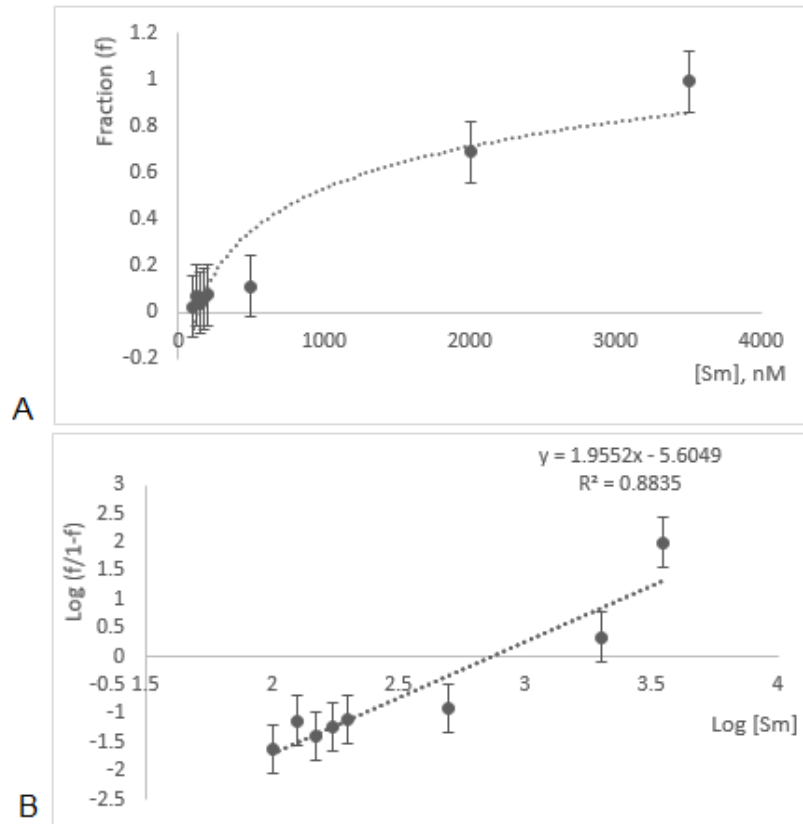 1.2
1
0.8
0.6
0.4
0.2
0
-0.2
Fraction (f)
0 1000 2000 3000 4000
[Sm], nM
A
y = 1.9552x - 5.6049
R² = 0.8835
3
2.5
2
1.5
1
0.5
0
-0.5
-1
-1.5
-2
-2.5
Log (f/1-f)
1.5 2 2.5 3 3.5 4
Log [Sm]
B